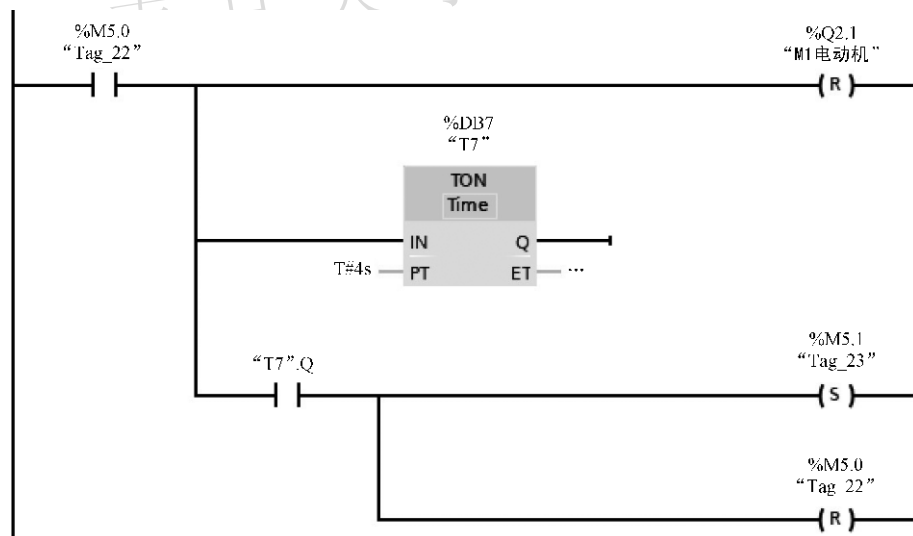 %M5.0
“Tag_22”
%Q2.1
“M1电动机”
( R )
%DB7
“T7”
TON
Time
IN Q
T#4s PT ET ...
“T7”.Q
%M5.1
“Tag_23”
( S )
%M5.0
“Tag_22”
( R )